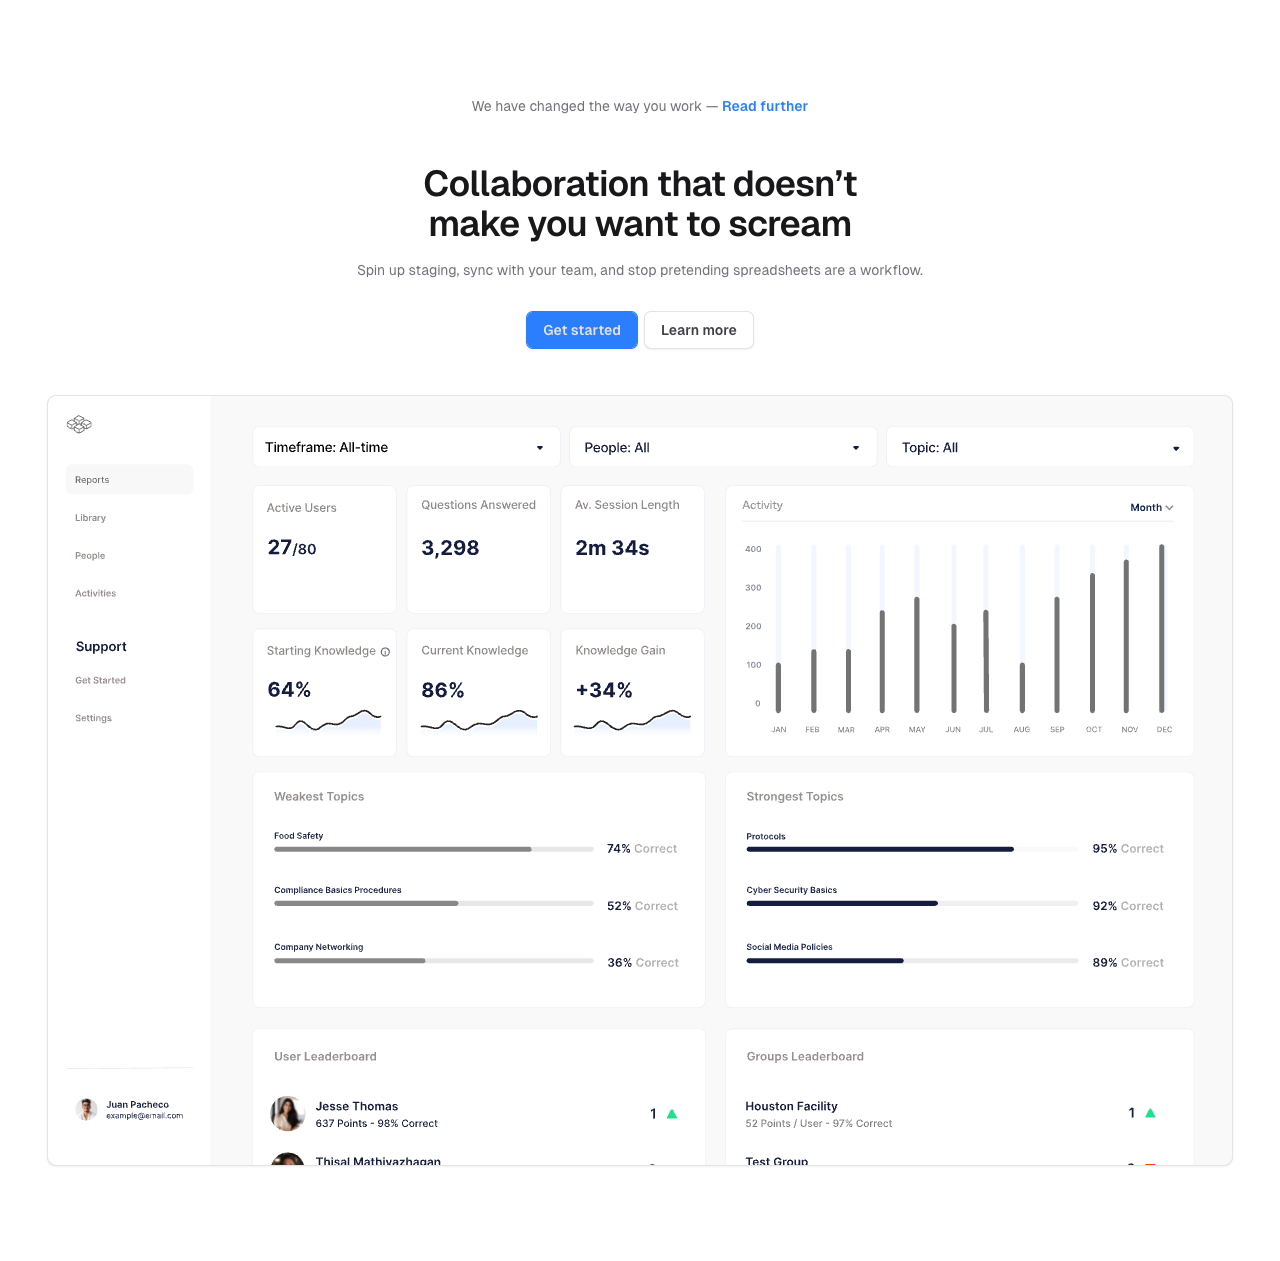 We have changed the way you work — Read further
Collaboration that doesn’t
make you want to scream
Spin up staging, sync with your team, and stop pretending spreadsheets are a workflow.
Get started
Learn more
Reports
Library
People
Activities
Support
Get Started
Settings
Juan Pacheco
example@email.com
Timeframe: All-time
People: All
Topic: All
Active Users
27/80
Questions Answered
3,298
Av. Session Length
2m 34s
Starting Knowledge
64%
Current Knowledge
86%
Knowledge Gain
+34%
Activity
Month
400
300
200
100
0
JAN FEB MAR APR MAY JUN JUL AUG SEP OCT NOV DEC
Weakest Topics
Food Safety
74% Correct
Compliance Basics Procedures
52% Correct
Company Networking
36% Correct
Strongest Topics
Protocols
95% Correct
Cyber Security Basics
92% Correct
Social Media Policies
89% Correct
User Leaderboard
Jesse Thomas
637 Points - 98% Correct
1
Thisal Mathiyazhagan
Groups Leaderboard
Houston Facility
52 Points / User - 97% Correct
1
Test Group